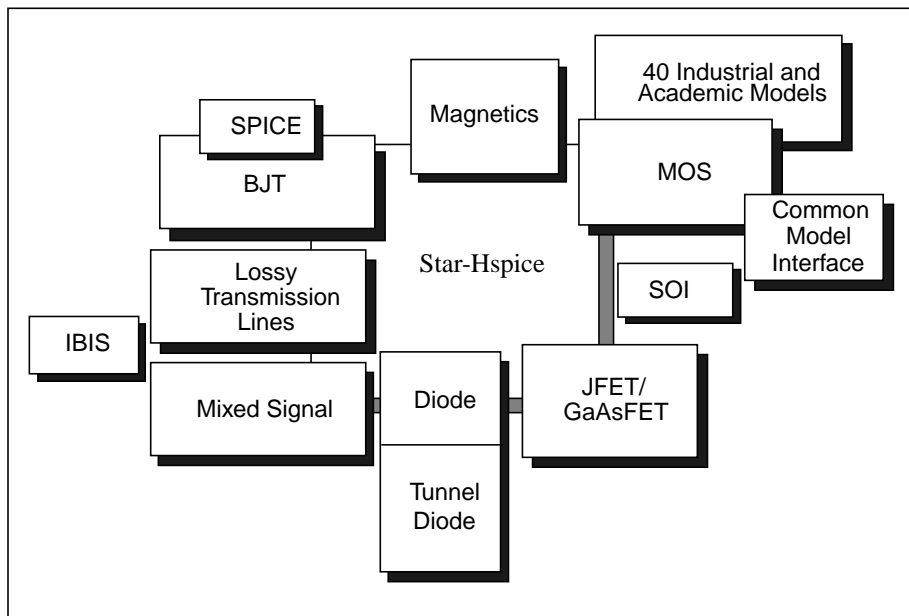 40 Industrial and
Academic Models
Magnetics
SPICE
BJT
MOS
Common
Model
Interface
Star-Hspice
Lossy
Transmission
Lines
SOI
IBIS
Mixed Signal
Diode
JFET/
GaAsFET
Tunnel
Diode